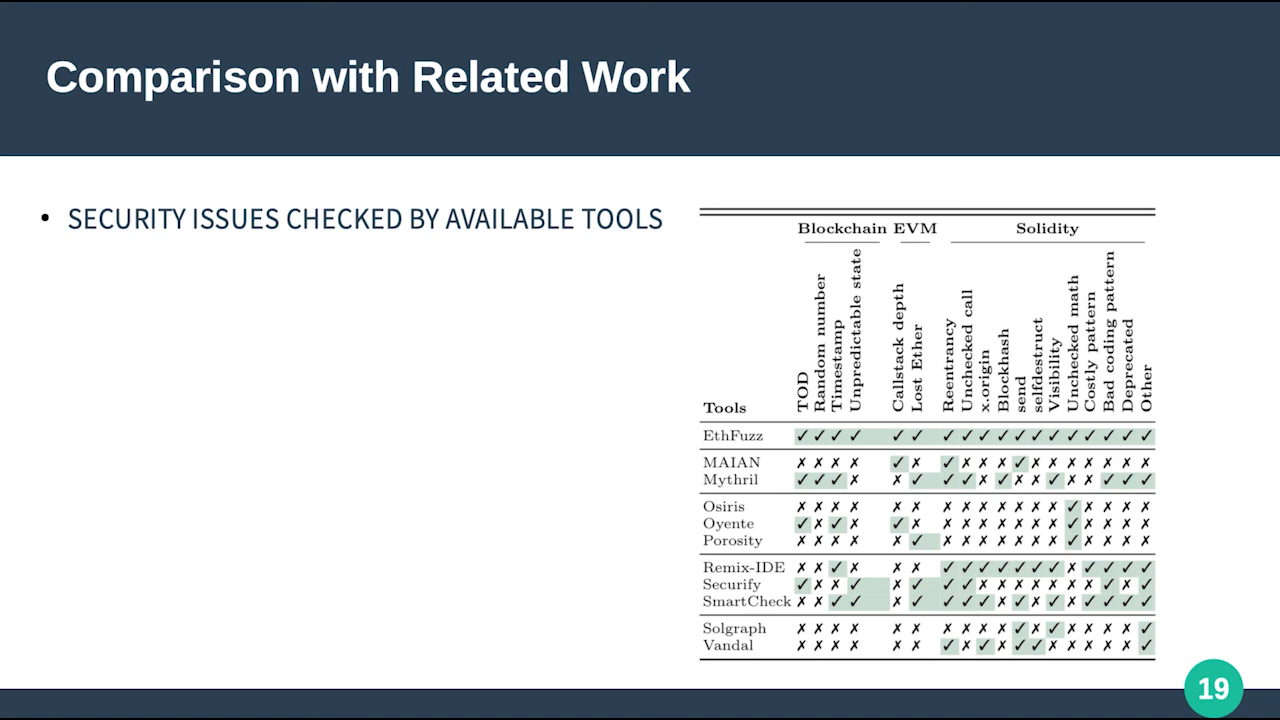 Comparison with Related Work
• SECURITY ISSUES CHECKED BY AVAILABLE TOOLS
Blockchain EVM Solidity
Tools TOD Random number Timestamp Unpredictable state Callstack depth Lost Ether Reentrancy Unchecked call x.origin Blockhash send selfdestruct Visibility Unchecked math Costly pattern Bad coding pattern Deprecated Other
EthFuzz ✓ ✓ ✓ ✓ ✓ ✓ ✓ ✓ ✓ ✓ ✓ ✓ ✓ ✓ ✓ ✓ ✓ ✓
MAIAN ✗ ✗ ✗ ✗ ✓ ✗ ✓ ✗ ✗ ✗ ✓ ✗ ✗ ✗ ✗ ✗ ✗ ✗
Mythril ✓ ✓ ✓ ✗ ✗ ✓ ✓ ✓ ✗ ✓ ✗ ✗ ✓ ✗ ✗ ✓ ✓ ✓
Osiris ✗ ✗ ✗ ✗ ✗ ✗ ✗ ✗ ✗ ✗ ✗ ✗ ✗ ✓ ✗ ✗ ✗ ✗
Oyente ✓ ✗ ✓ ✗ ✓ ✗ ✗ ✗ ✗ ✗ ✗ ✗ ✗ ✓ ✗ ✗ ✗ ✗
Porosity ✗ ✗ ✗ ✗ ✗ ✓ ✗ ✗ ✗ ✗ ✗ ✗ ✗ ✓ ✗ ✗ ✗ ✗
Remix-IDE ✗ ✗ ✓ ✗ ✗ ✗ ✓ ✓ ✓ ✓ ✓ ✓ ✓ ✗ ✓ ✓ ✓ ✓
Securify ✓ ✗ ✗ ✓ ✗ ✓ ✓ ✓ ✗ ✗ ✗ ✗ ✗ ✗ ✗ ✓ ✗ ✓
SmartCheck ✗ ✗ ✓ ✓ ✗ ✓ ✓ ✓ ✓ ✗ ✓ ✗ ✓ ✗ ✓ ✓ ✓ ✓
Solgraph ✗ ✗ ✗ ✗ ✗ ✗ ✗ ✗ ✗ ✗ ✓ ✗ ✓ ✗ ✗ ✗ ✗ ✓
Vandal ✗ ✗ ✗ ✗ ✗ ✗ ✓ ✗ ✓ ✗ ✓ ✓ ✗ ✗ ✗ ✗ ✗ ✓
19